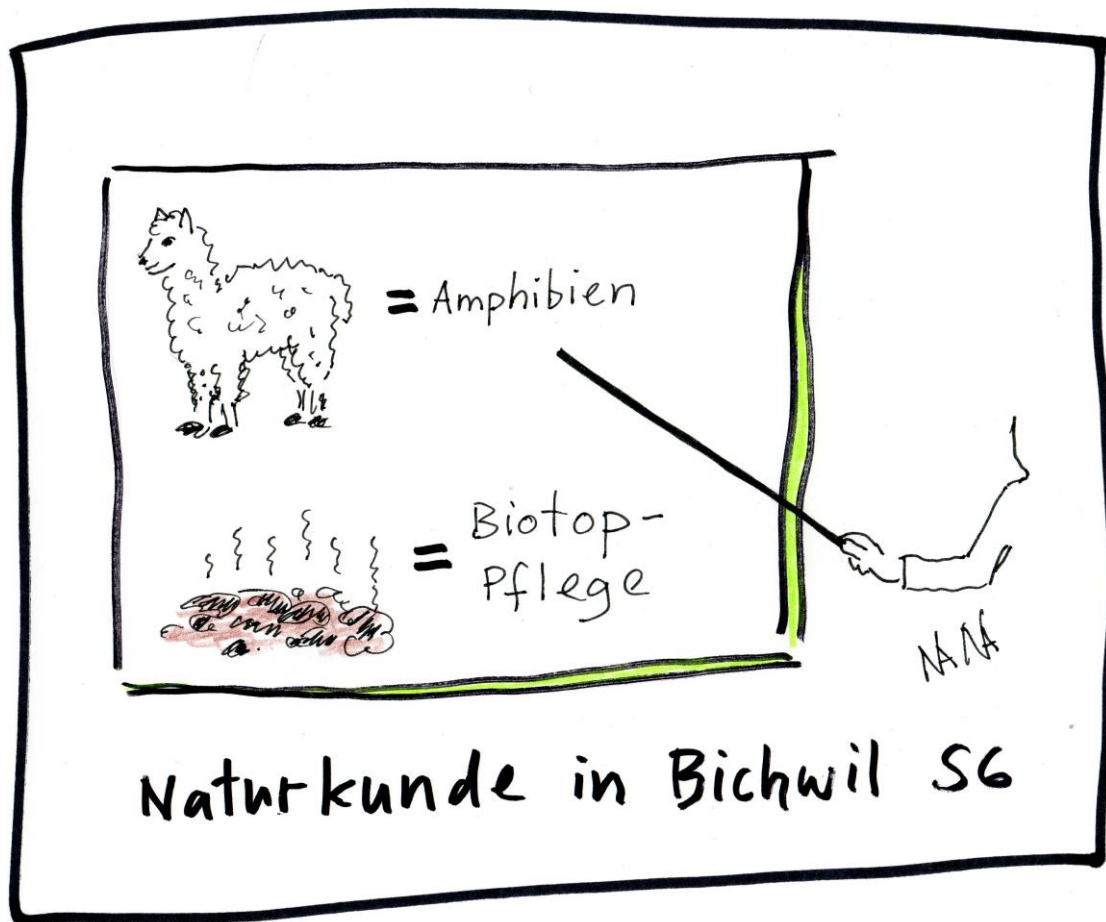 = Amphibien
= Biotop-
Pflege
NANA
Naturkunde in Bichwil SG